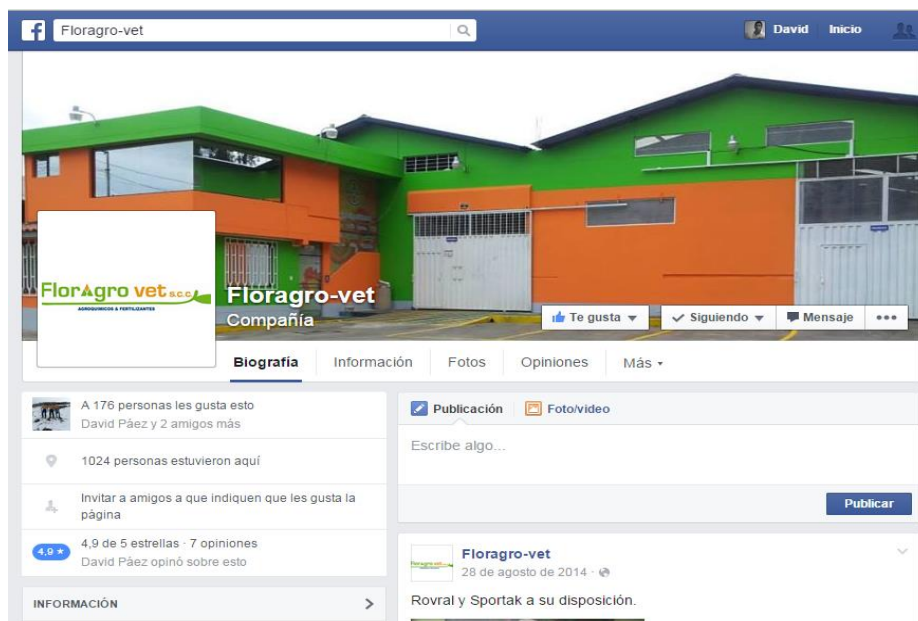 Floragro-vet
David Inicio
FlorAgro vet s.c.c.
AGROQUIMICOS & FERTILIZANTES
Floragro-vet
Compañía
Te gusta
Siguiendo
Mensaje
Biografía Información Fotos Opiniones Más
A 176 personas les gusta esto
David Pàez y 2 amigos más
1024 personas estuvieron aquí
Invitar a amigos a que indiquen que les gusta la
página
4,9 ★
4,9 de 5 estrellas · 7 opiniones
David Pàez opinó sobre esto
INFORMACIÓN
Publicación Foto/video
Escribe algo...
Publicar
Floragro-vet
28 de agosto de 2014 ·
Rovral y Sportak a su disposición.